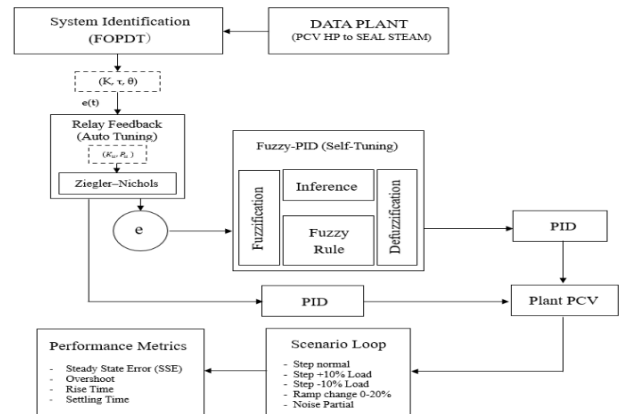 System Identification
(FOPDT)
DATA PLANT
(PCV HP to SEAL STEAM)
(K, τ, θ)
e(t)
Relay Feedback
(Auto Tuning)
(Kᵤ, Pᵤ)
Ziegler–Nichols
e
Fuzzy-PID (Self-Tuning)
Fuzzification
Inference
Fuzzy
Rule
Defuzzification
PID
PID
Plant PCV
Performance Metrics
- Steady State Error (SSE)
- Overshoot
- Rise Time
- Settling Time
Scenario Loop
- Step normal
- Step +10% Load
- Step -10% Load
- Ramp change 0-20%
- Noise Partial